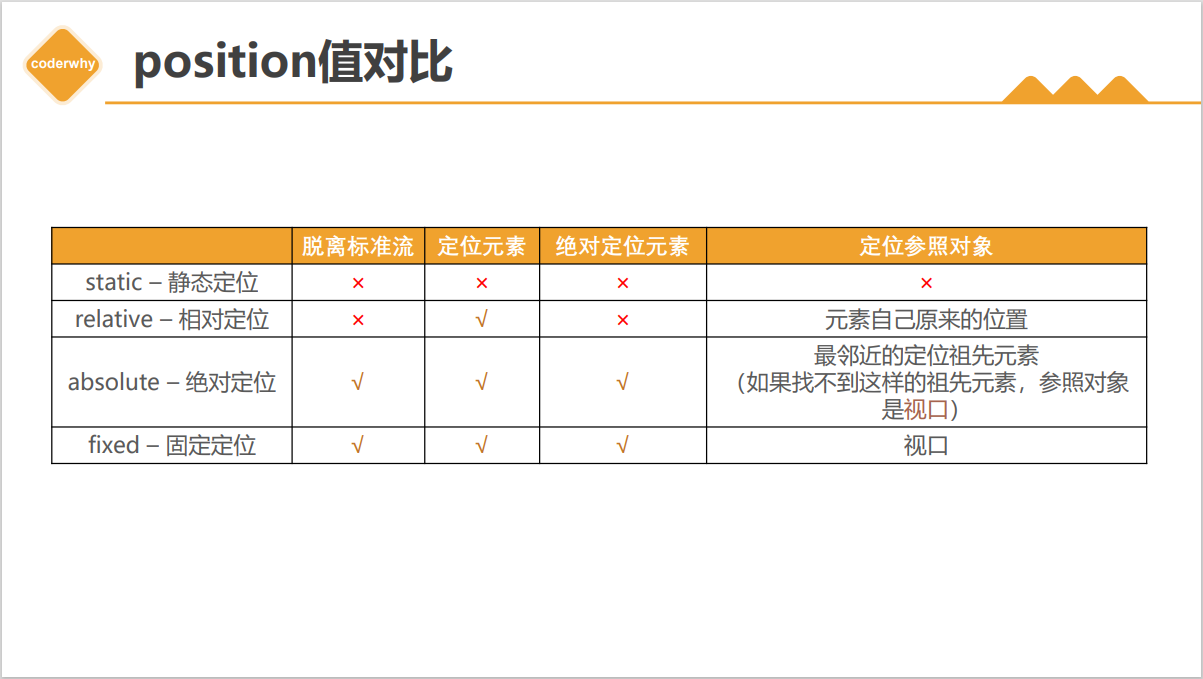 coderwhy
position值对比
脱离标准流 定位元素 绝对定位元素 定位参照对象
static – 静态定位 × × × ×
relative – 相对定位 × √ × 元素自己原来的位置
absolute – 绝对定位 √ √ √ 最邻近的定位祖先元素
（如果找不到这样的祖先元素，参照对象
是视口）
fixed – 固定定位 √ √ √ 视口